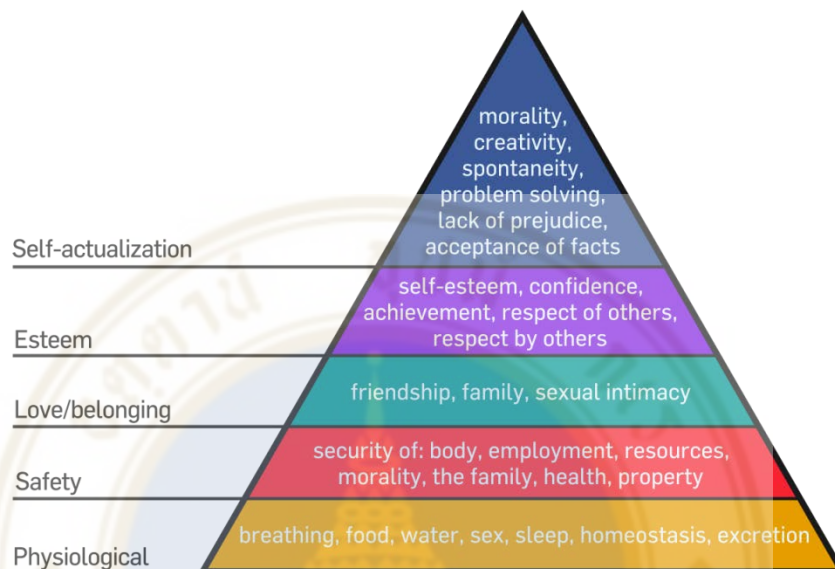 morality,
creativity,
spontaneity,
problem solving,
lack of prejudice,
acceptance of facts
Self-actualization
self-esteem, confidence,
achievement, respect of others,
respect by others
Esteem
friendship, family, sexual intimacy
Love/belonging
security of: body, employment, resources,
morality, the family, health, property
Safety
breathing, food, water, sex, sleep, homeostasis, excretion
Physiological